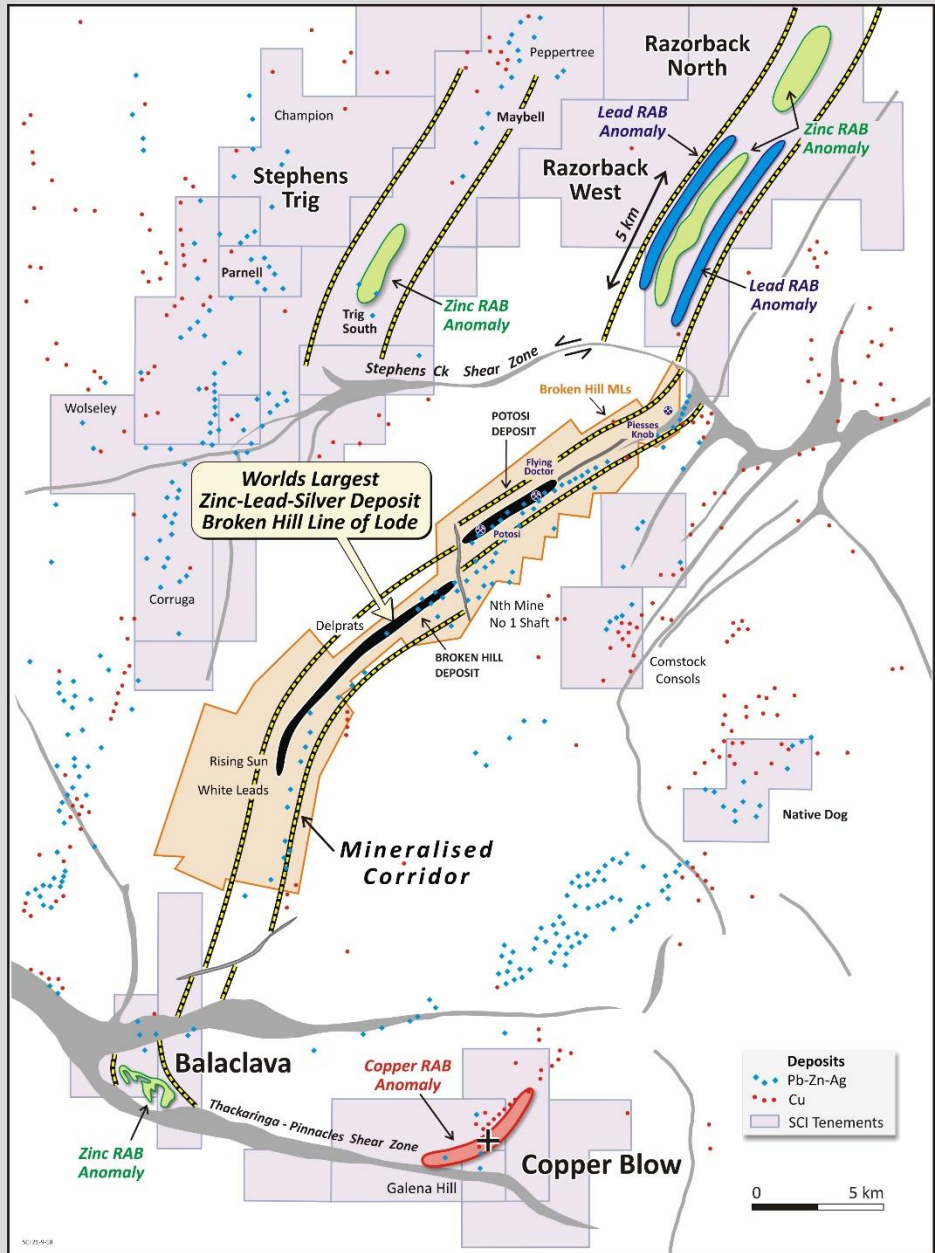 Peppertree
Razorback
North
Champion
Maybell
Lead RAB
Anomaly
Zinc RAB
Anomaly
Stephens
Trig
Razorback
West
5 km
Parnell
Zinc RAB
Anomaly
Lead RAB
Anomaly
Trig
South
Stephens Ck Shear Zone
Broken Hill MLs
Wolseley
POTOSI
DEPOSIT
Piesses
Knob
Flying
Doctor
Worlds Largest
Zinc-Lead-Silver Deposit
Broken Hill Line of Lode
Potosi
Corruga
Delprats
Nth Mine
No 1 Shaft
BROKEN HILL
DEPOSIT
Comstock
Consols
Rising Sun
White Leads
Native Dog
Mineralised
Corridor
Balaclava
Copper RAB
Anomaly
Deposits
Pb-Zn-Ag
Cu
SCI Tenements
Thackaringa - Pinnacles Shear Zone
Zinc RAB
Anomaly
Copper Blow
Galena Hill
0 5 km
SCI 21-9-18